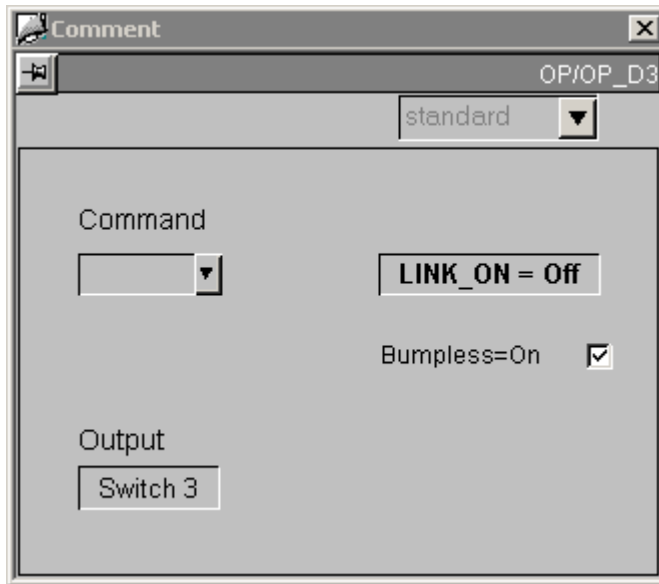 Comment
OP/OP_D3
standard
Command
LINK_ON = Off
Bumpless=On
Output
Switch 3